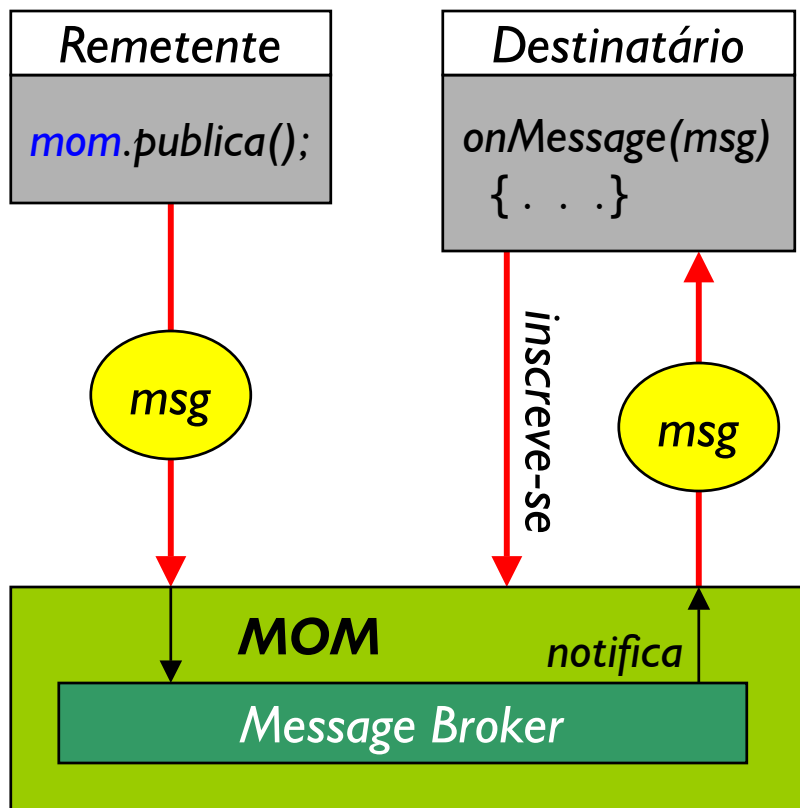 Remetente
mom.publica();
Destinatário
onMessage(msg)
{ . . .}
msg
inscreve-se
msg
MOM
notifica
Message Broker